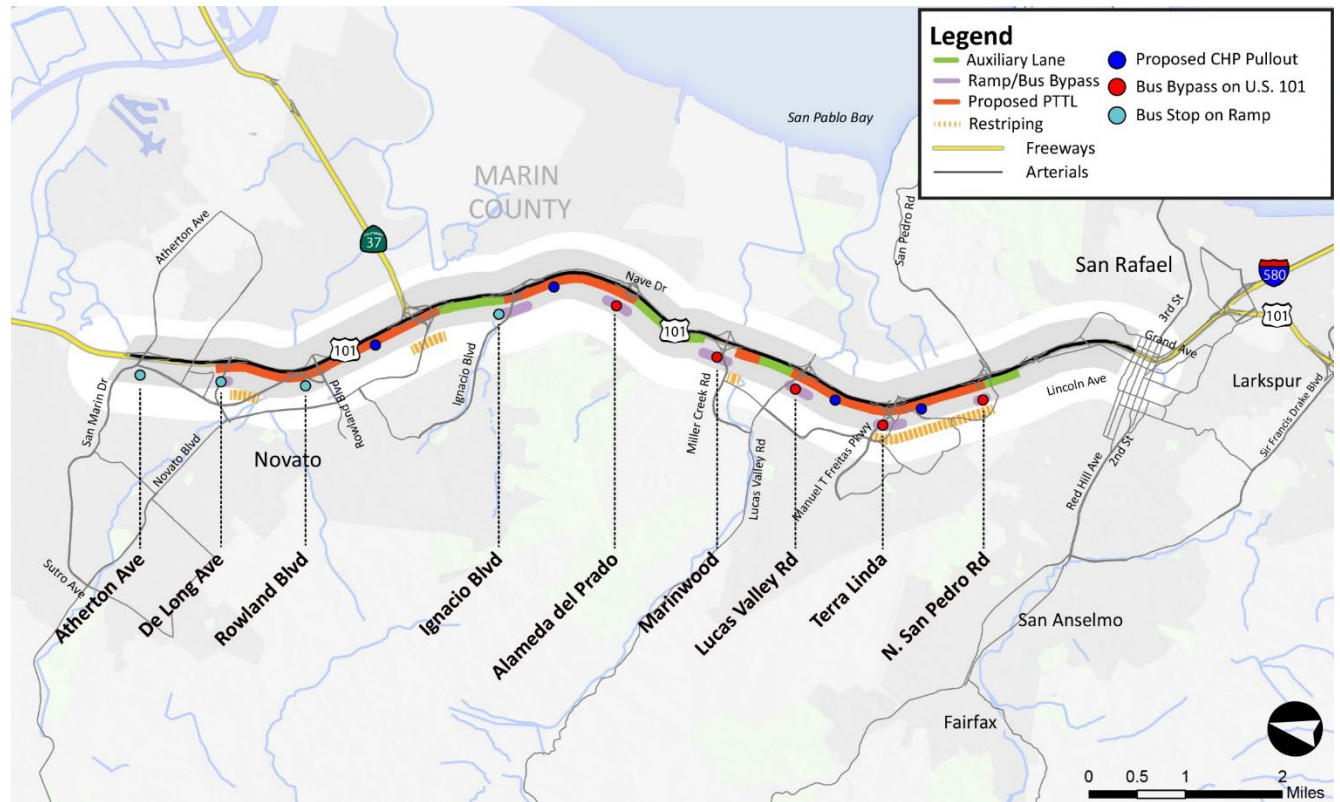 Legend
Auxiliary Lane
Ramp/Bus Bypass
Proposed PTTL
Restriping
Freeways
Arterials
Proposed CHP Pullout
Bus Bypass on U.S. 101
Bus Stop on Ramp
San Pablo Bay
MARIN
COUNTY
CALIFORNIA
37
Atherton Ave
San Pedro Rd
Nave Dr
San Rafael
3rd St
580
101
101
101
101
Grand Ave
Lincoln Ave
Larkspur
San Marin Dr
Novato Blvd
Novato
Rowland Blvd
Ignacio Blvd
Miller Creek Rd
Lucas Valley Rd
Manuel T Freitas Pkwy
Red Hill Ave
2nd St
Sir Francis Drake Blvd
Sutro Ave
Atherton Ave
De Long Ave
Rowland Blvd
Ignacio Blvd
Alameda del Prado
Marinwood
Lucas Valley Rd
Terra Linda
N. San Pedro Rd
San Anselmo
Fairfax
0 0.5 1 2
Miles